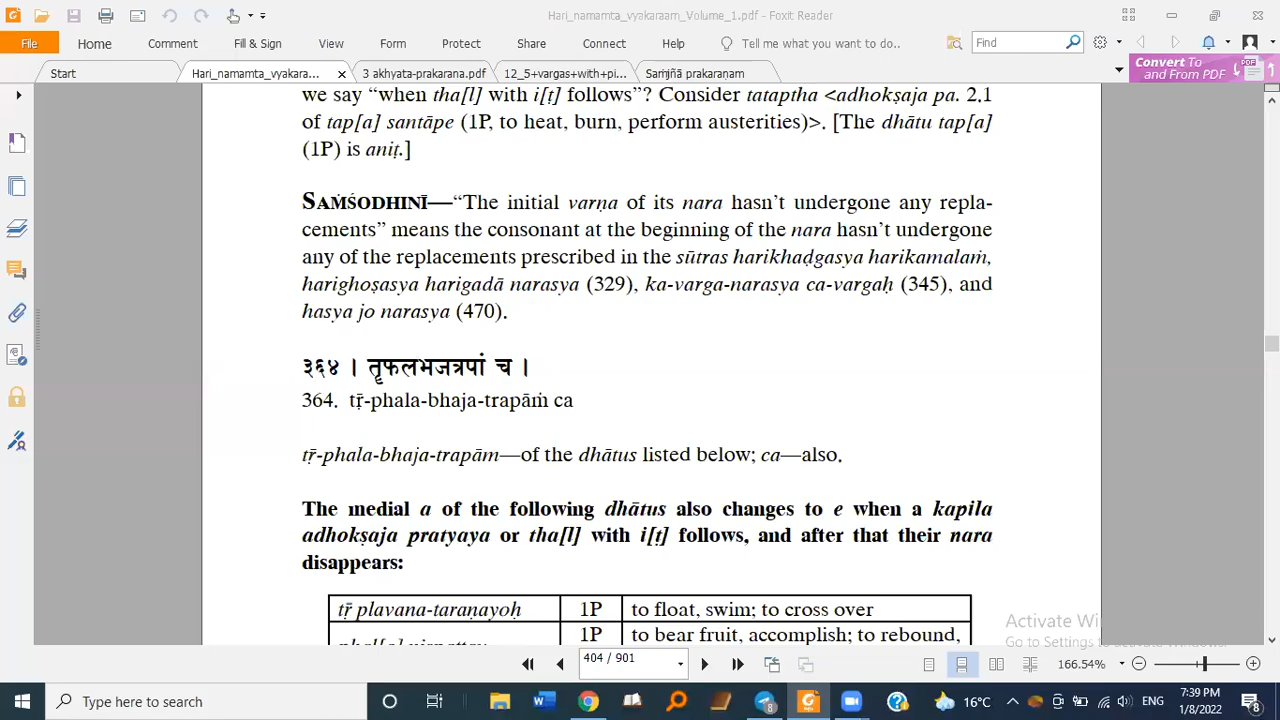 Hari_namamta_vyakaraam_Volume_1.pdf - Foxit Reader
File Home Comment Fill & Sign View Form Protect Share Connect Help Tell me what you want to do.. Find
Start Hari_namamta_vyakara... 3 akhyata-prakarana.pdf 12_5+vargas+with+pi... Saṁjñā prakaraṇam Convert To
and From PDF PDF
we say “when tha[l] with i[ṭ] follows”? Consider tataptha <adhokṣaja pa. 2.1
of tap[a] santāpe (1P, to heat, burn, perform austerities)>. [The dhātu tap[a]
(1P) is aniṭ.]
SAṀŚODHINĪ—“The initial varṇa of its nara hasn’t undergone any repla-
cements” means the consonant at the beginning of the nara hasn’t undergone
any of the replacements prescribed in the sūtras harikhaḍgasya harikamalaṁ,
harighoṣasya harigadā narasya (329), ka-varga-narasya ca-vargaḥ (345), and
hasya jo narasya (470).
३६४ । तॄफलभजत्रपां च ।
364. tṝ-phala-bhaja-trapāṁ ca
tṝ-phala-bhaja-trapām—of the dhātus listed below; ca—also.
The medial a of the following dhātus also changes to e when a kapila
adhokṣaja pratyaya or tha[l] with i[ṭ] follows, and after that their nara
disappears:
tṝ plavana-taraṇayoḥ 1P to float, swim; to cross over
1P to bear fruit, accomplish; to rebound,
Activate Wi
Go to Settings to activate Windows.
404 / 901 166.54%
Type here to search 8 16°C ENG 7:39 PM
1/8/2022 8